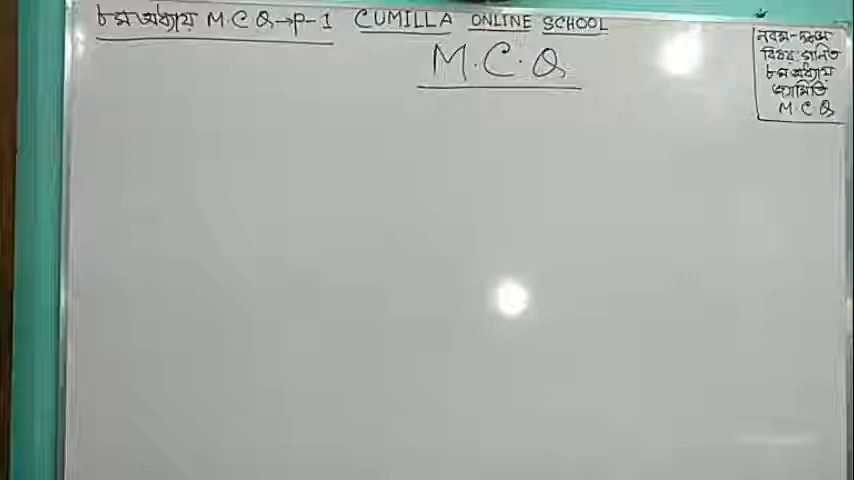 ৮ম অধ্যায় M.C.Q→P-1 CUMILLA ONLINE SCHOOL
M.C.Q
নবম-দশম
বিষয় গনিত
৮ম অধ্যায়
জ্যামিতি
M C Q